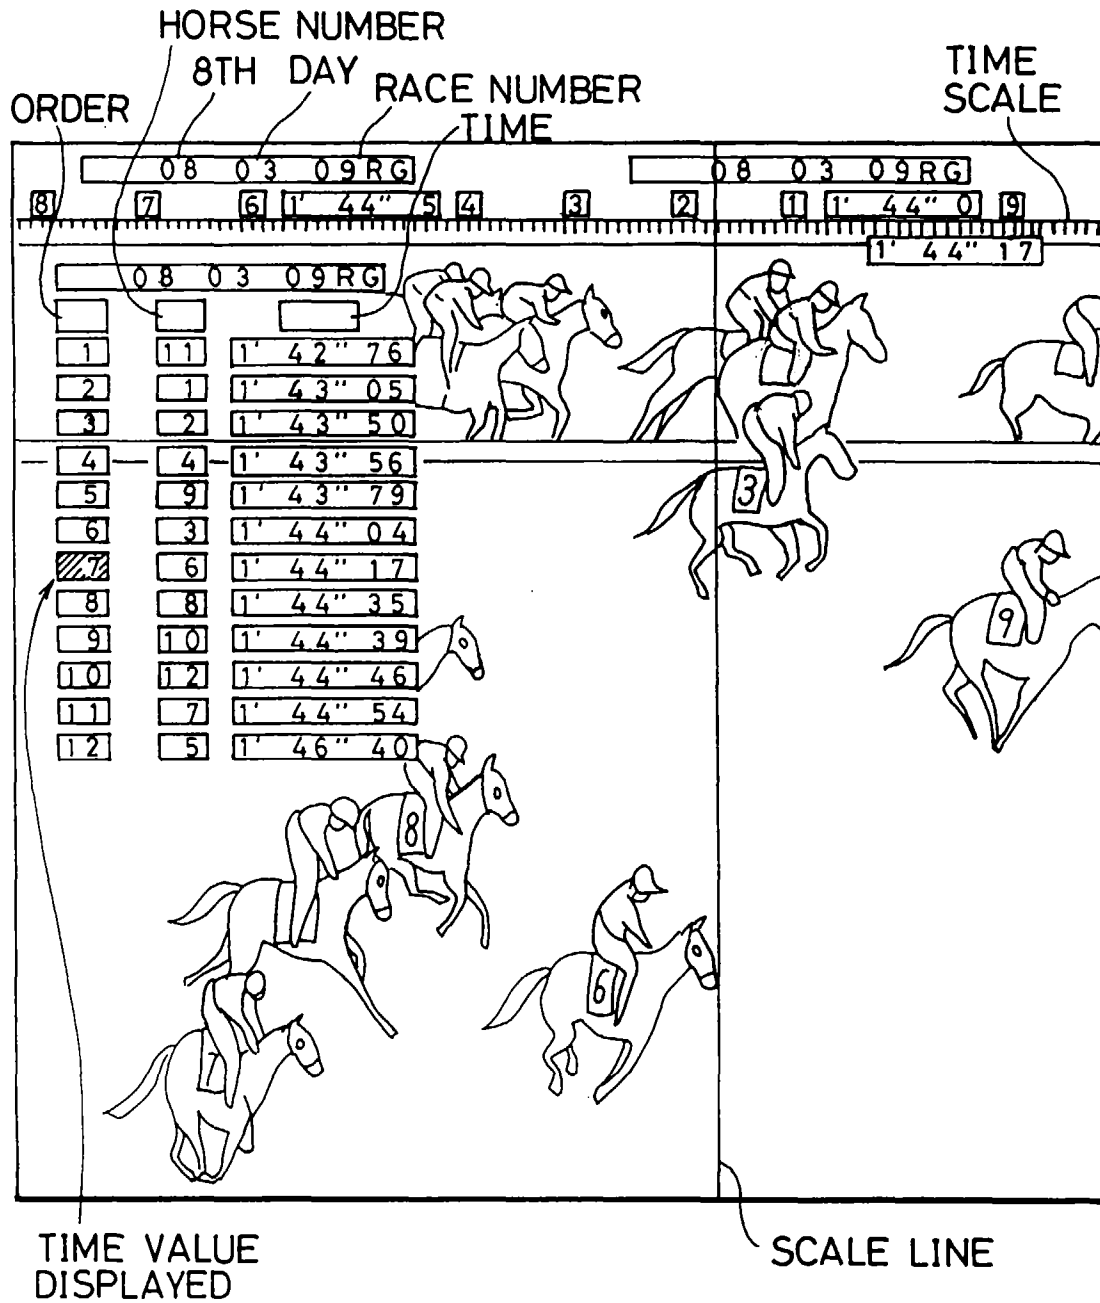 HORSE NUMBER
8TH DAY
ORDER
RACE NUMBER
TIME
TIME
SCALE
08 03 09RG
08 03 09RG
8 7 6 1' 44" 5 4 3 2 1 1' 44" 0 9
1' 44" 17
08 03 09RG
1 11 1' 42" 76
2 1 1' 43" 05
3 2 1' 43" 50
4 4 1' 43" 56
5 9 1' 43" 79
6 3 1' 44" 04
7 6 1' 44" 17
8 8 1' 44" 35
9 10 1' 44" 39
10 12 1' 44" 46
11 7 1' 44" 54
12 5 1' 46" 40
3
9
8
6
7
TIME VALUE
DISPLAYED
SCALE LINE